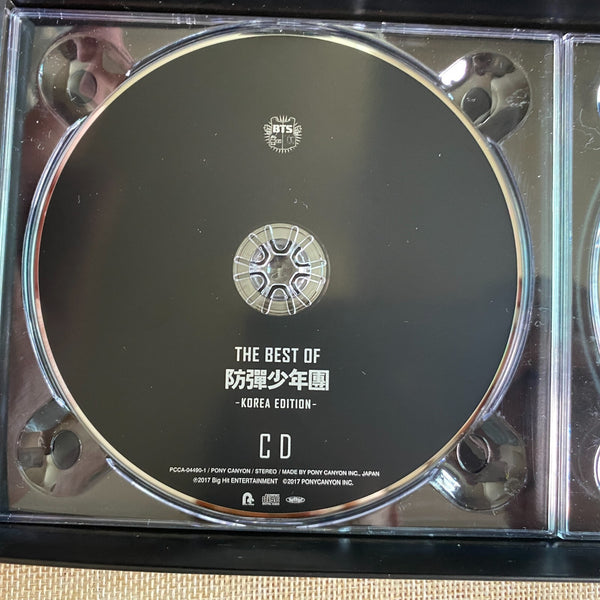 BTS
THE BEST OF
防彈少年團
-KOREA EDITION-
CD
PCCA-04490-1 / PONY CANYON / STEREO / MADE BY PONY CANYON INC., JAPAN
℗2017 Big Hit ENTERTAINMENT ©2017 PONYCANYON INC.